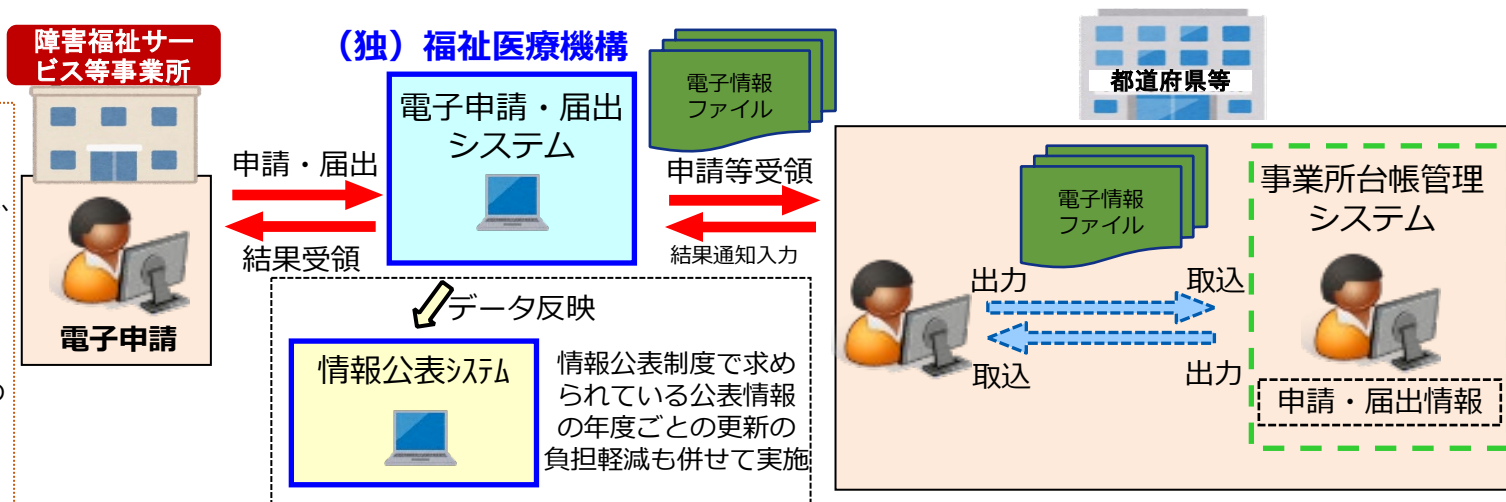 障害福祉サー
ビス等事業所
、
の
電子申請
申請・届出
結果受領
（独）福祉医療機構
電子申請・届出
システム
データ反映
情報公表ｼｽﾃﾑ
情報公表制度で求め
られている公表情報
の年度ごとの更新の
負担軽減も併せて実施
電子情報
ファイル
申請等受領
結果通知入力
都道府県等
電子情報
ファイル
出力
取込
取込
出力
事業所台帳管理
システム
申請・届出情報